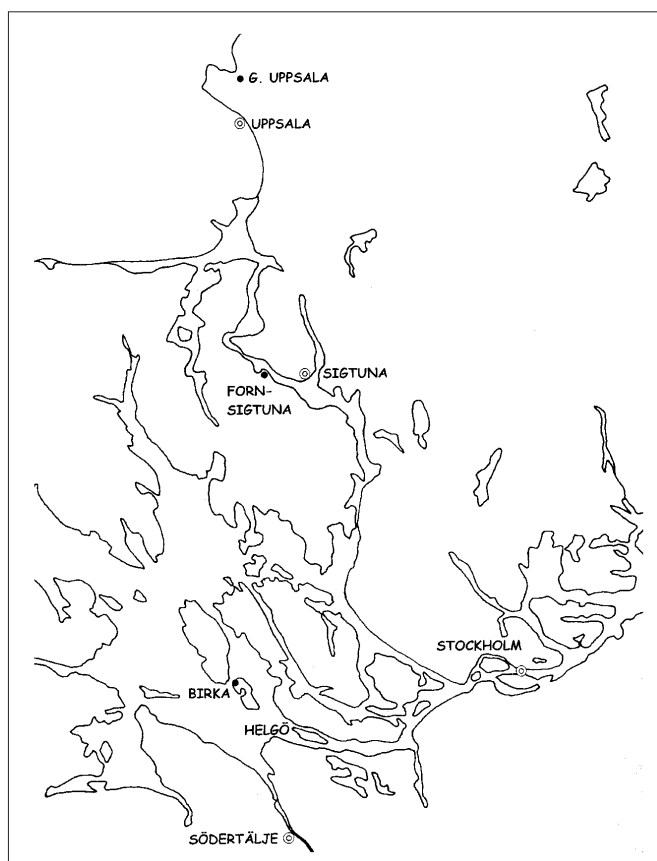 G. UPPSALA
UPPSALA
SIGTUNA
FORN-
SIGTUNA
STOCKHOLM
BIRKA
HELGÖ
SÖDERTÄLJE